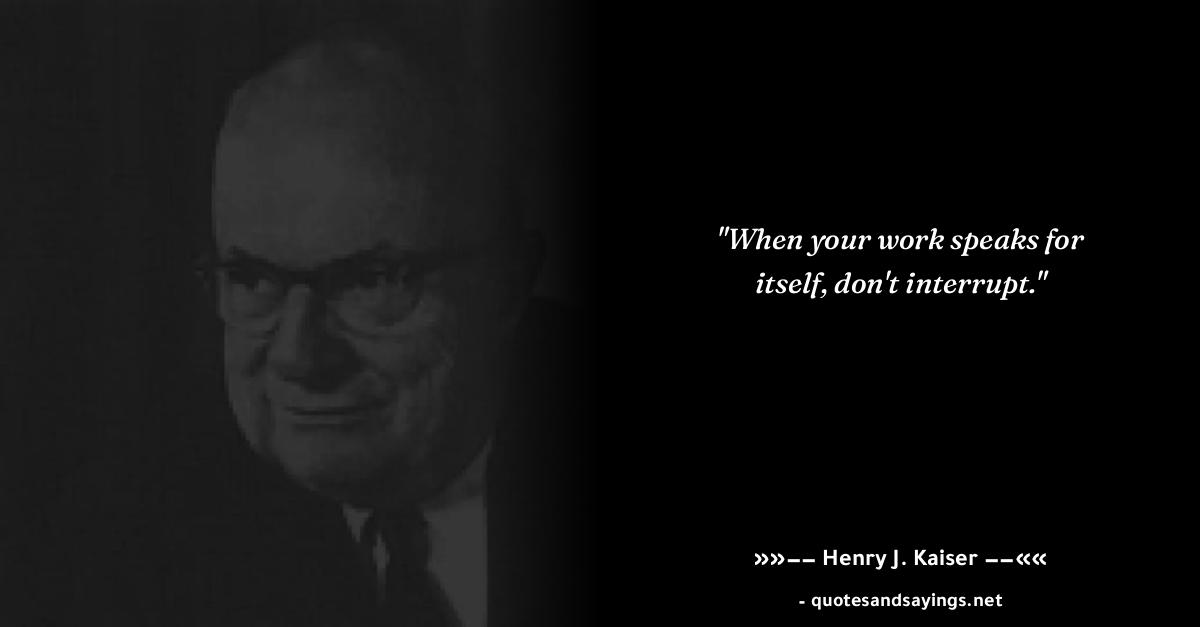 "When your work speaks for
itself, don't interrupt."
»»-- Henry J. Kaiser --««
- quotesandsayings.net